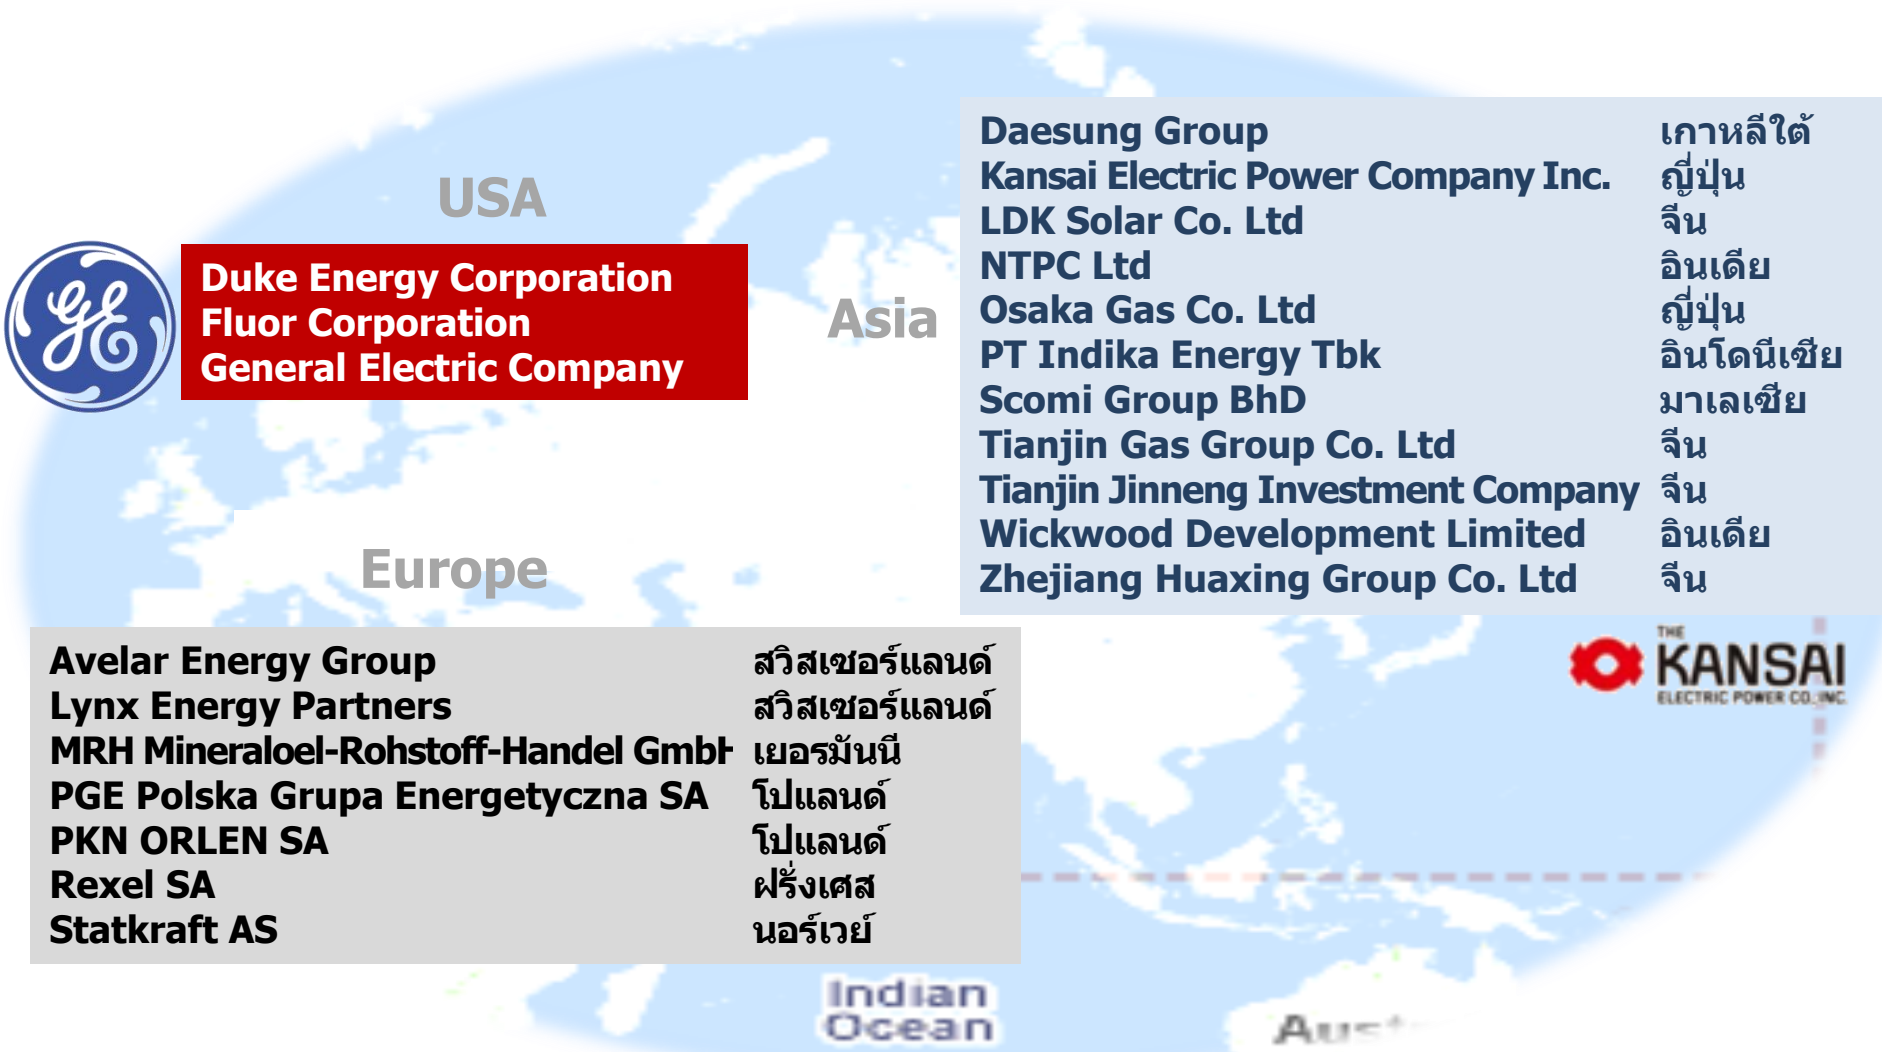 USA
GE
Duke Energy Corporation
Fluor Corporation
General Electric Company
Asia
Daesung Group เกาหลีใต้
Kansai Electric Power Company Inc. ญี่ปุ่น
LDK Solar Co. Ltd จีน
NTPC Ltd อินเดีย
Osaka Gas Co. Ltd ญี่ปุ่น
PT Indika Energy Tbk อินโดนีเซีย
Scomi Group BhD มาเลเซีย
Tianjin Gas Group Co. Ltd จีน
Tianjin Jinneng Investment Company จีน
Wickwood Development Limited อินเดีย
Zhejiang Huaxing Group Co. Ltd จีน
THE
KANSAI
ELECTRIC POWER CO.,INC.
Europe
Avelar Energy Group สวิสเซอร์แลนด์
Lynx Energy Partners สวิสเซอร์แลนด์
MRH Mineraloel-Rohstoff-Handel GmbH เยอรมันนี
PGE Polska Grupa Energetyczna SA โปแลนด์
PKN ORLEN SA โปแลนด์
Rexel SA ฝรั่งเศส
Statkraft AS นอร์เวย์
Indian
Ocean